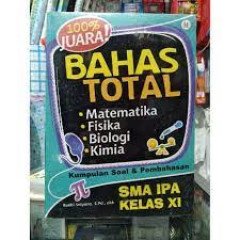 100%
JUARA!
BAHAS
TOTAL
• Matematika
• Fisika
• Biologi
• Kimia
Kumpulan Soal & Pembahasan
π
SMA IPA
KELAS XI